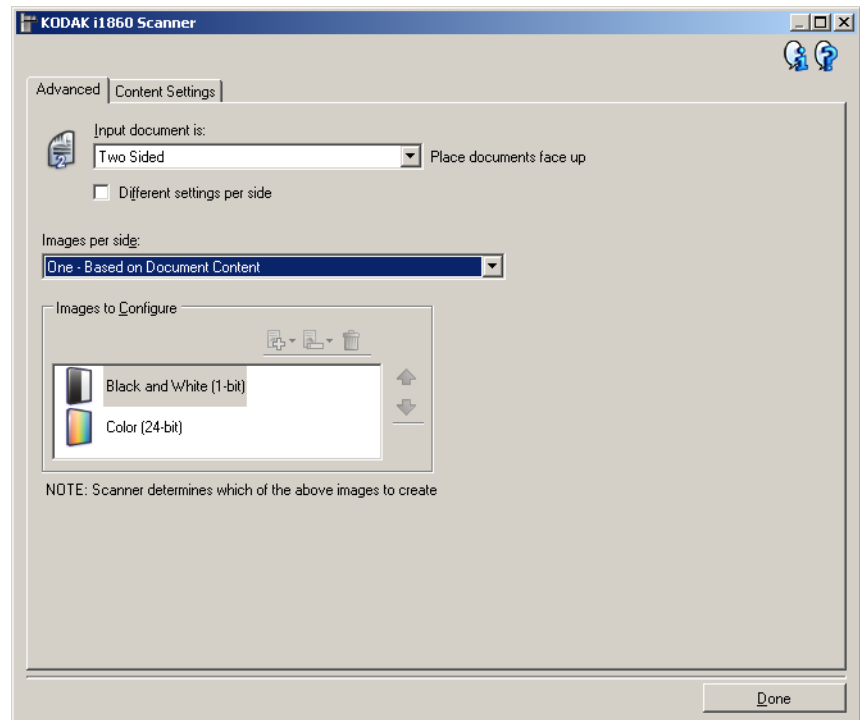 KODAK i1860 Scanner
Advanced
Content Settings
Input document is:
2
Two Sided
Place documents face up
Different settings per side
Images per side:
One - Based on Document Content
Images to Configure
Black and White (1-bit)
Color (24-bit)
NOTE: Scanner determines which of the above images to create
Done